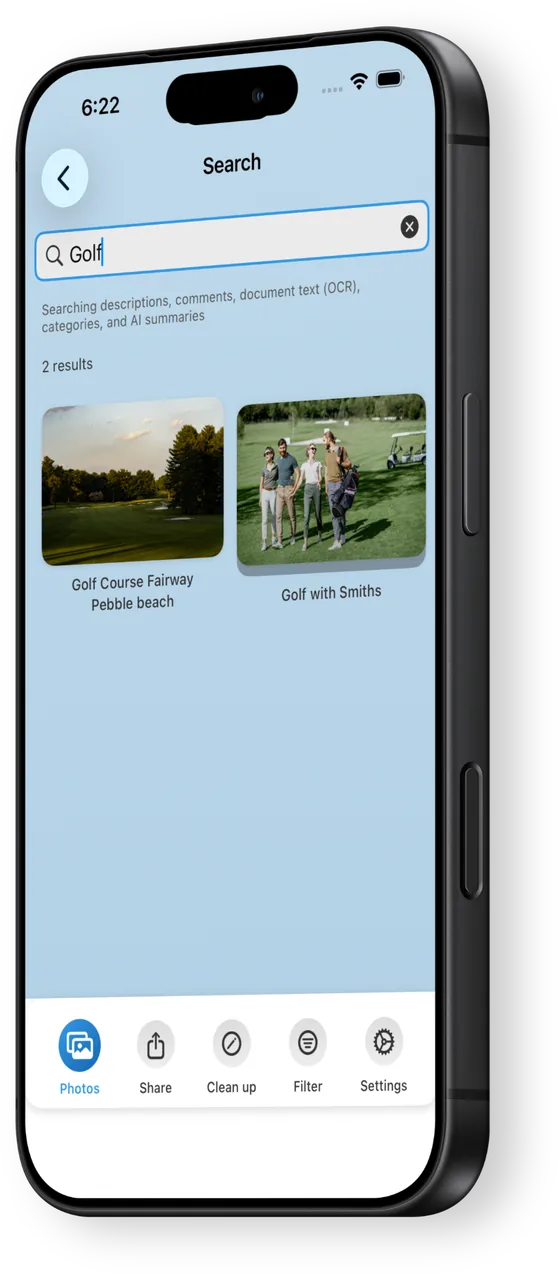 6:22
Search
Golf
Searching descriptions, comments, document text (OCR),
categories, and AI summaries
2 results
Golf Course Fairway
Pebble beach
Golf with Smiths
Photos
Share
Clean up
Filter
Settings